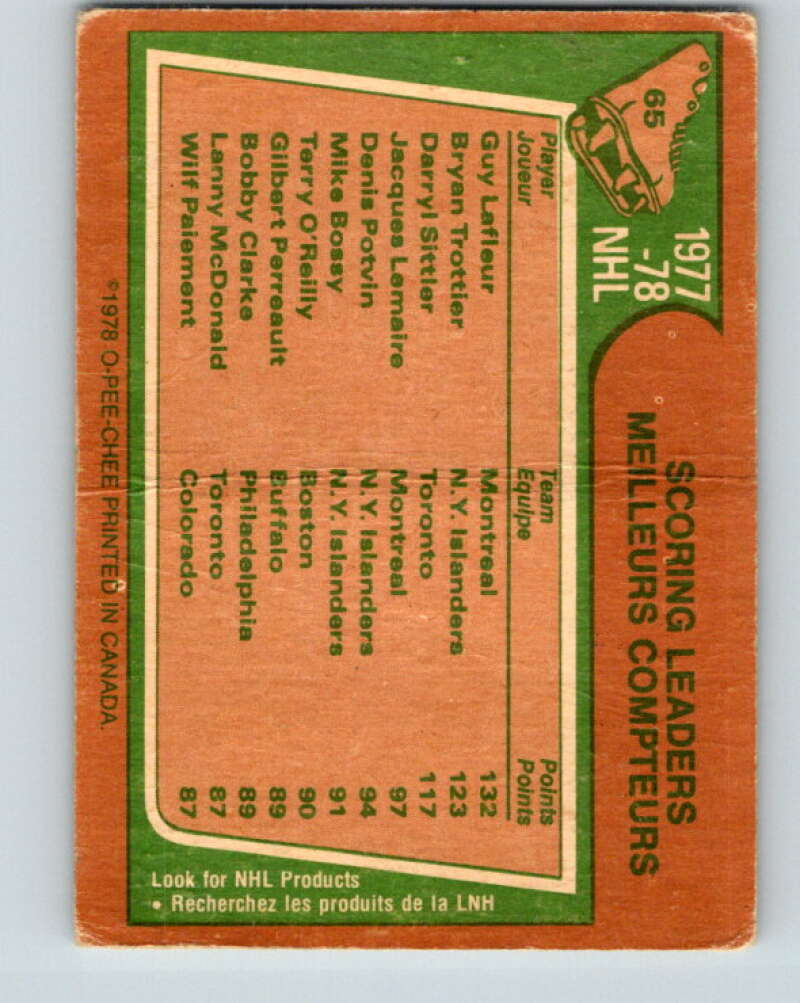 65
1977
-78
NHL
SCORING LEADERS
MEILLEURS COMPTEURS
Player Team Points
Joueur Equipe Points
Guy Lafleur Montreal 132
Bryan Trottier N.Y. Islanders 123
Darryl Sittler Toronto 117
Jacques Lemaire Montreal 97
Denis Potvin N.Y. Islanders 94
Mike Bossy N.Y. Islanders 91
Terry O'Reilly Boston 90
Gilbert Perreault Buffalo 89
Bobby Clarke Philadelphia 89
Lanny McDonald Toronto 87
Wilf Paiement Colorado 87
Look for NHL Products
• Recherchez les produits de la LNH
©1978 O-PEE-CHEE PRINTED IN CANADA.